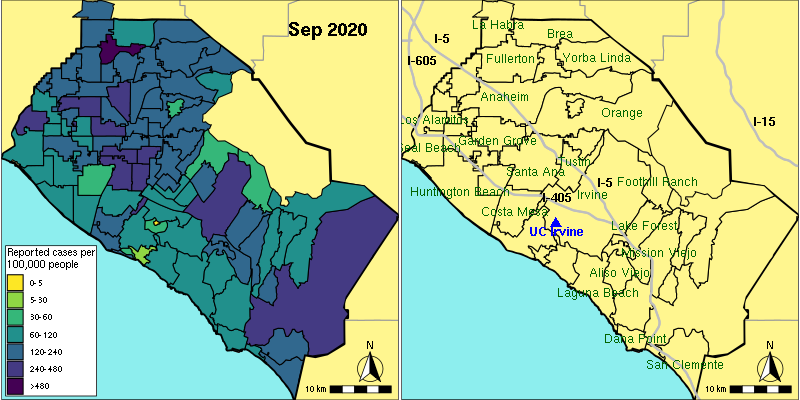 Sep 2020
Reported cases per
100,000 people
0-5
5-30
30-60
60-120
120-240
240-480
>480
N
10 km
La Habra
Brea
I-5
I-605
Fullerton
Yorba Linda
Anaheim
Orange
Los Alamitos
I-15
Garden Grove
Seal Beach
Tustin
Santa Ana
I-5
Foothill Ranch
Huntington Beach
I-405
Irvine
Costa Mesa
UC Irvine
Lake Forest
Mission Viejo
Aliso Viejo
Laguna Beach
Dana Point
San Clemente
N
10 km